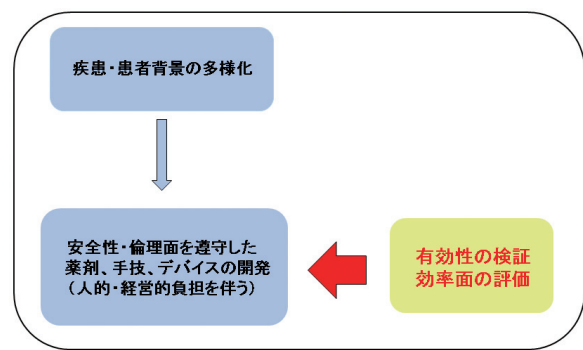 疾患・患者背景の多様化
安全性・倫理面を遵守した
薬剤、手技、デバイスの開発
(人的・経営的負担を伴う)
有効性の検証
効率面の評価